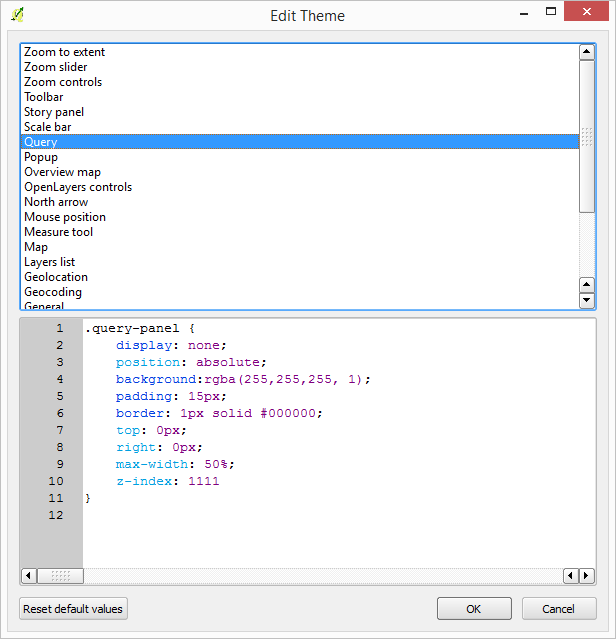 Edit Theme
Zoom to extent
Zoom slider
Zoom controls
Toolbar
Story panel
Scale bar
Query
Popup
Overview map
OpenLayers controls
North arrow
Mouse position
Measure tool
Map
Layers list
Geolocation
Geocoding
General
1 .query-panel {
2 display: none;
3 position: absolute;
4 background:rgba(255,255,255, 1);
5 padding: 15px;
6 border: 1px solid #000000;
7 top: 0px;
8 right: 0px;
9 max-width: 50%;
10 z-index: 1111
11 }
12
Reset default values OK Cancel